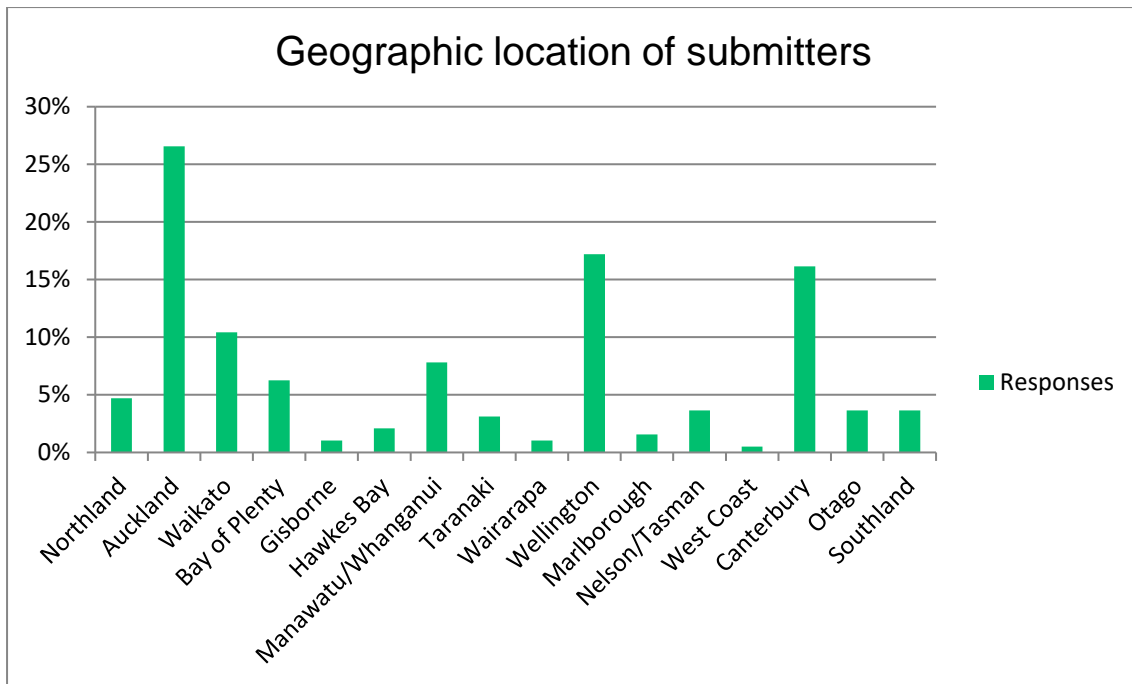 Geographic location of submitters
30%
25%
20%
15%
10%
5%
0%
Northland
Auckland
Waikato
Bay of Plenty
Gisborne
Hawkes Bay
Manawatu/Whanganui
Taranaki
Wairarapa
Wellington
Marlborough
Nelson/Tasman
West Coast
Canterbury
Otago
Southland
Responses